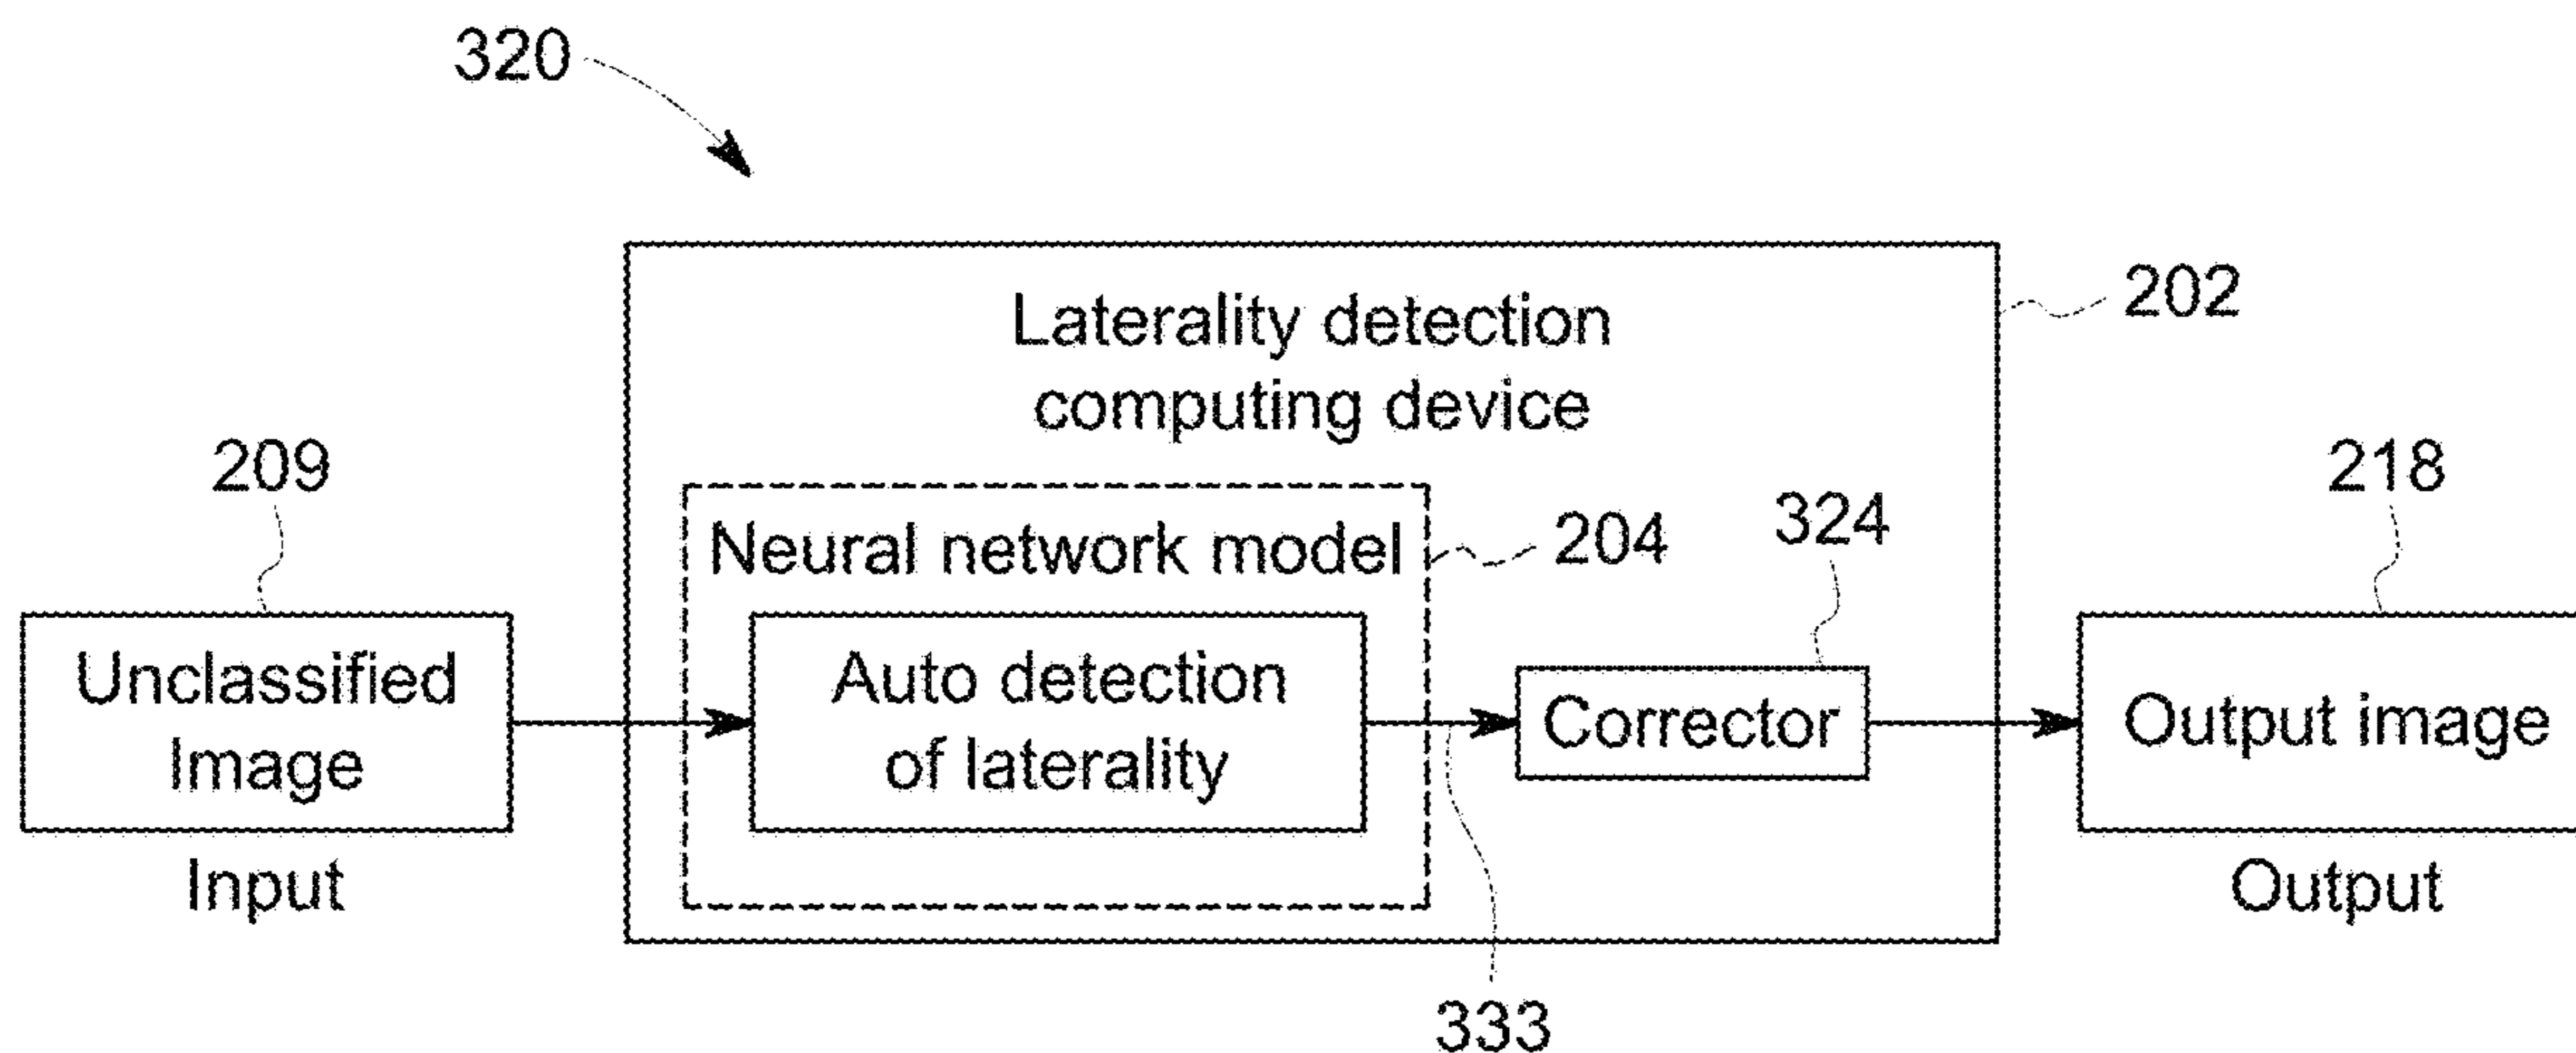 320
Laterality detection
computing device
202
209
Neural network model
204
324
218
Unclassified
Image
Auto detection
of laterality
Corrector
Output image
Input
Output
333